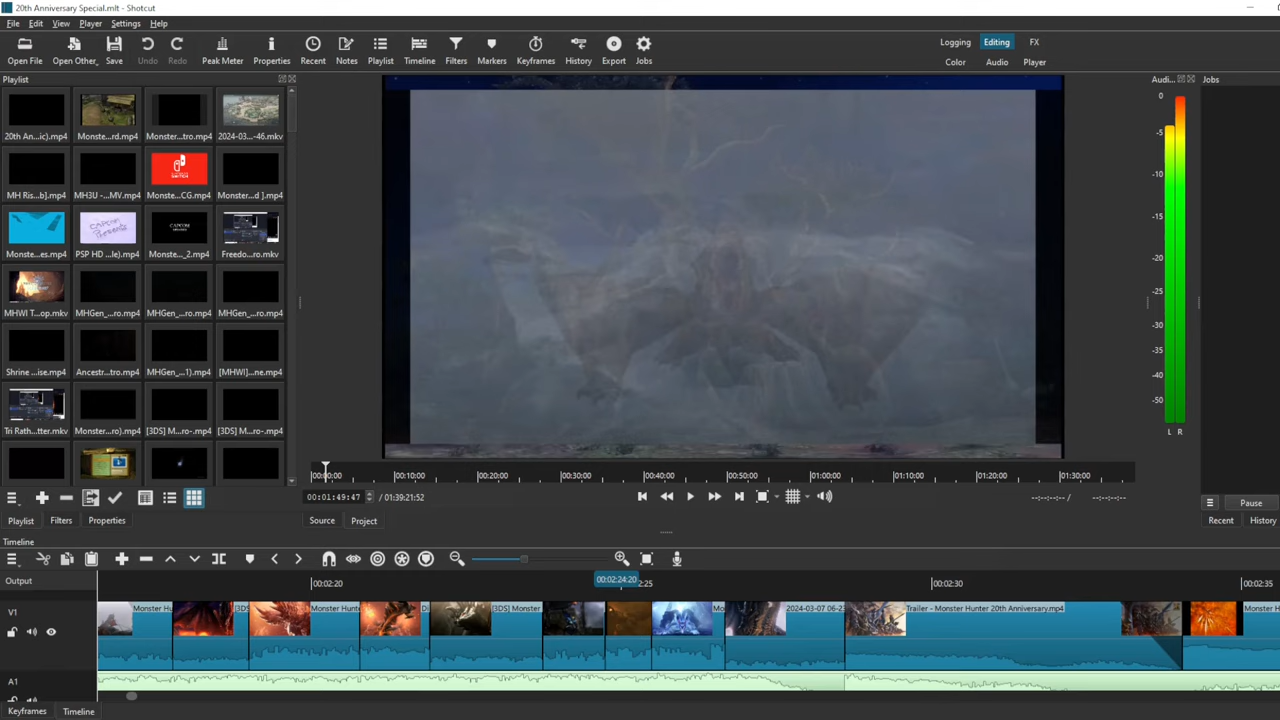 20th Anniversary Special.mlt - Shotcut
File Edit View Player Settings Help
Open File Open Other... Save Undo Redo Peak Meter Properties Recent Notes Playlist Timeline Filters Markers Keyframes History Export Jobs
Logging Editing FX
Color Audio Player
Playlist
Audi...
Jobs
20th An...ic).mp4 Monste...rd.mp4 Monster...tro.mp4 2024-03...-46.mkv
MH Ris...b].mp4 MH3U -...MV.mp4 Monste...CG.mp4 Monster...d ].mp4
Monste...es.mp4 PSP HD ...le).mp4 Monste..._2.mp4 Freedo...ro.mkv
MHWI T...op.mkv MHGen_...ro.mp4 MHGen_...ro.mp4 MHGen_...ro.mp4
Shrine ...ise.mp4 Ancestr...tro.mp4 MHGen_...1).mp4 [MHWI]...ne.mp4
Tri Rath...tter.mkv Monster...ro).mp4 [3DS] M...ro-.mp4 [3DS] M...ro-.mp4
0
-5
-10
-15
-20
-25
-30
-35
-40
-45
-50
L R
00:00:00 00:10:00 00:20:00 00:30:00 00:40:00 00:50:00 01:00:00 01:10:00 01:20:00 01:30:00
00:01:49:47 / 01:39:21:52
--:--:--:-- / --:--:--:--
Pause
Playlist Filters Properties
Source Project
Recent History
Timeline
Output
00:02:20 00:02:24:20 :25 00:02:30 00:02:35
V1
Monster Hu [3DS Monster Hunte Di [3DS] Monster Mo 2024-03-07 06-2 Trailer - Monster Hunter 20th Anniversary.mp4 Monster H
A1
Keyframes Timeline